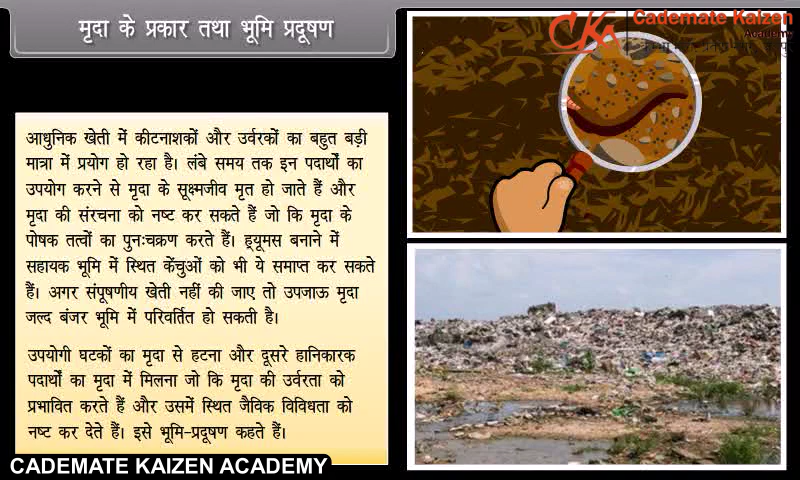 मृदा के प्रकार तथा भूमि प्रदूषण
Cademate Kaizen
Academy
आधुनिक खेती में कीटनाशकों और उर्वरकों का बहुत बड़ी
मात्रा में प्रयोग हो रहा है। लंबे समय तक इन पदार्थों का
उपयोग करने से मृदा के सूक्ष्मजीव मृत हो जाते हैं और
मृदा की संरचना को नष्ट कर सकते हैं जो कि मृदा के
पोषक तत्वों का पुनःचक्रण करते हैं। ह्यूमस बनाने में
सहायक भूमि में स्थित केंचुओं को भी ये समाप्त कर सकते
हैं। अगर संपूषणीय खेती नहीं की जाए तो उपजाऊ मृदा
जल्द बंजर भूमि में परिवर्तित हो सकती है।
उपयोगी घटकों का मृदा से हटना और दूसरे हानिकारक
पदार्थों का मृदा में मिलना जो कि मृदा की उर्वरता को
प्रभावित करते हैं और उसमें स्थित जैविक विविधता को
नष्ट कर देते हैं। इसे भूमि-प्रदूषण कहते हैं।
CADEMATE KAIZEN ACADEMY